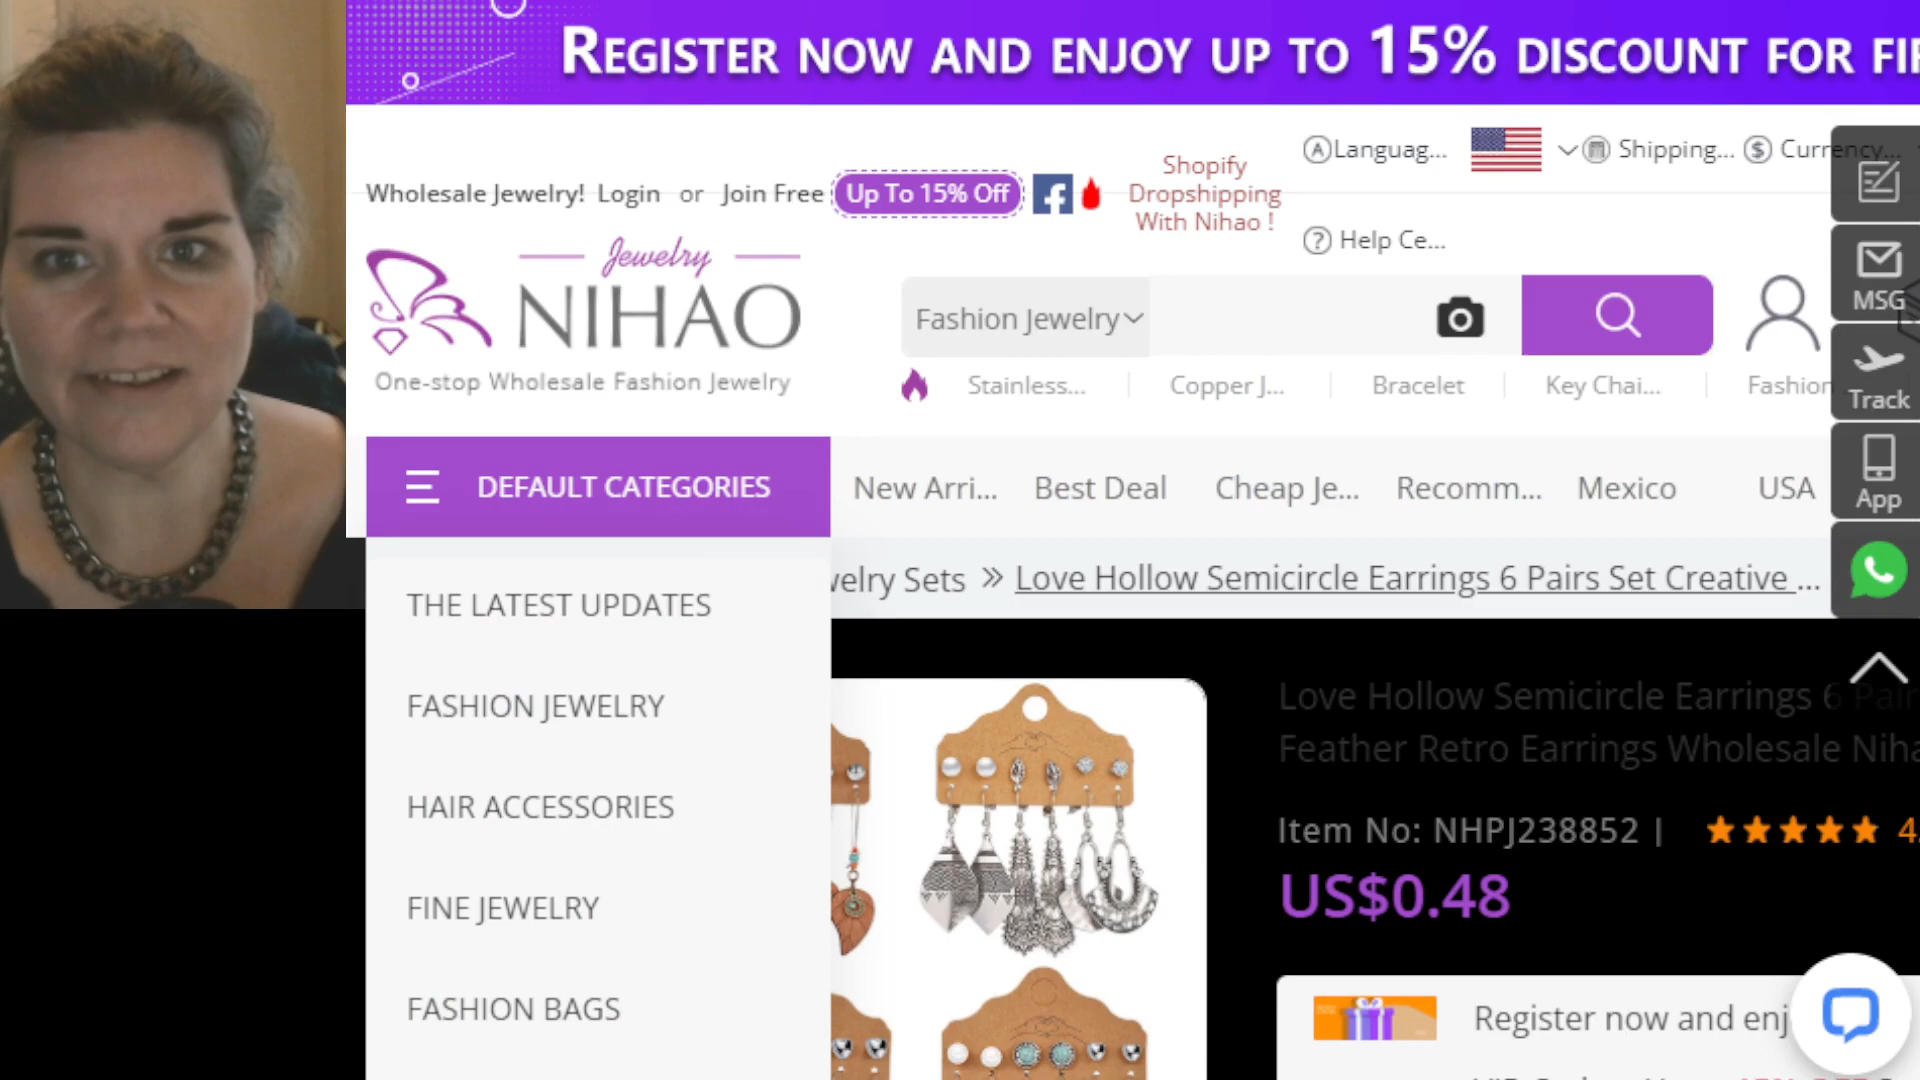 REGISTER NOW AND ENJOY UP TO 15% DISCOUNT FOR
Wholesale Jewelry! Login or Join Free Up To 15% Off
Shopify
Dropshipping
With Nihao !
Languag... Shipping... Currency...
Help Ce...
Jewelry
NIHAO
One-stop Wholesale Fashion Jewelry
Fashion Jewelry
Stainless... Copper J... Bracelet Key Chai... Fashion
MSG
Track
App
DEFAULT CATEGORIES
New Arri... Best Deal Cheap Je... Recomm... Mexico USA
welry Sets » Love Hollow Semicircle Earrings 6 Pairs Set Creative ...
THE LATEST UPDATES
FASHION JEWELRY
HAIR ACCESSORIES
FINE JEWELRY
FASHION BAGS
Love Hollow Semicircle Earrings 6 Pair
Feather Retro Earrings Wholesale Niha
Item No: NHPJ238852 | 4.
US$0.48
Register now and enj